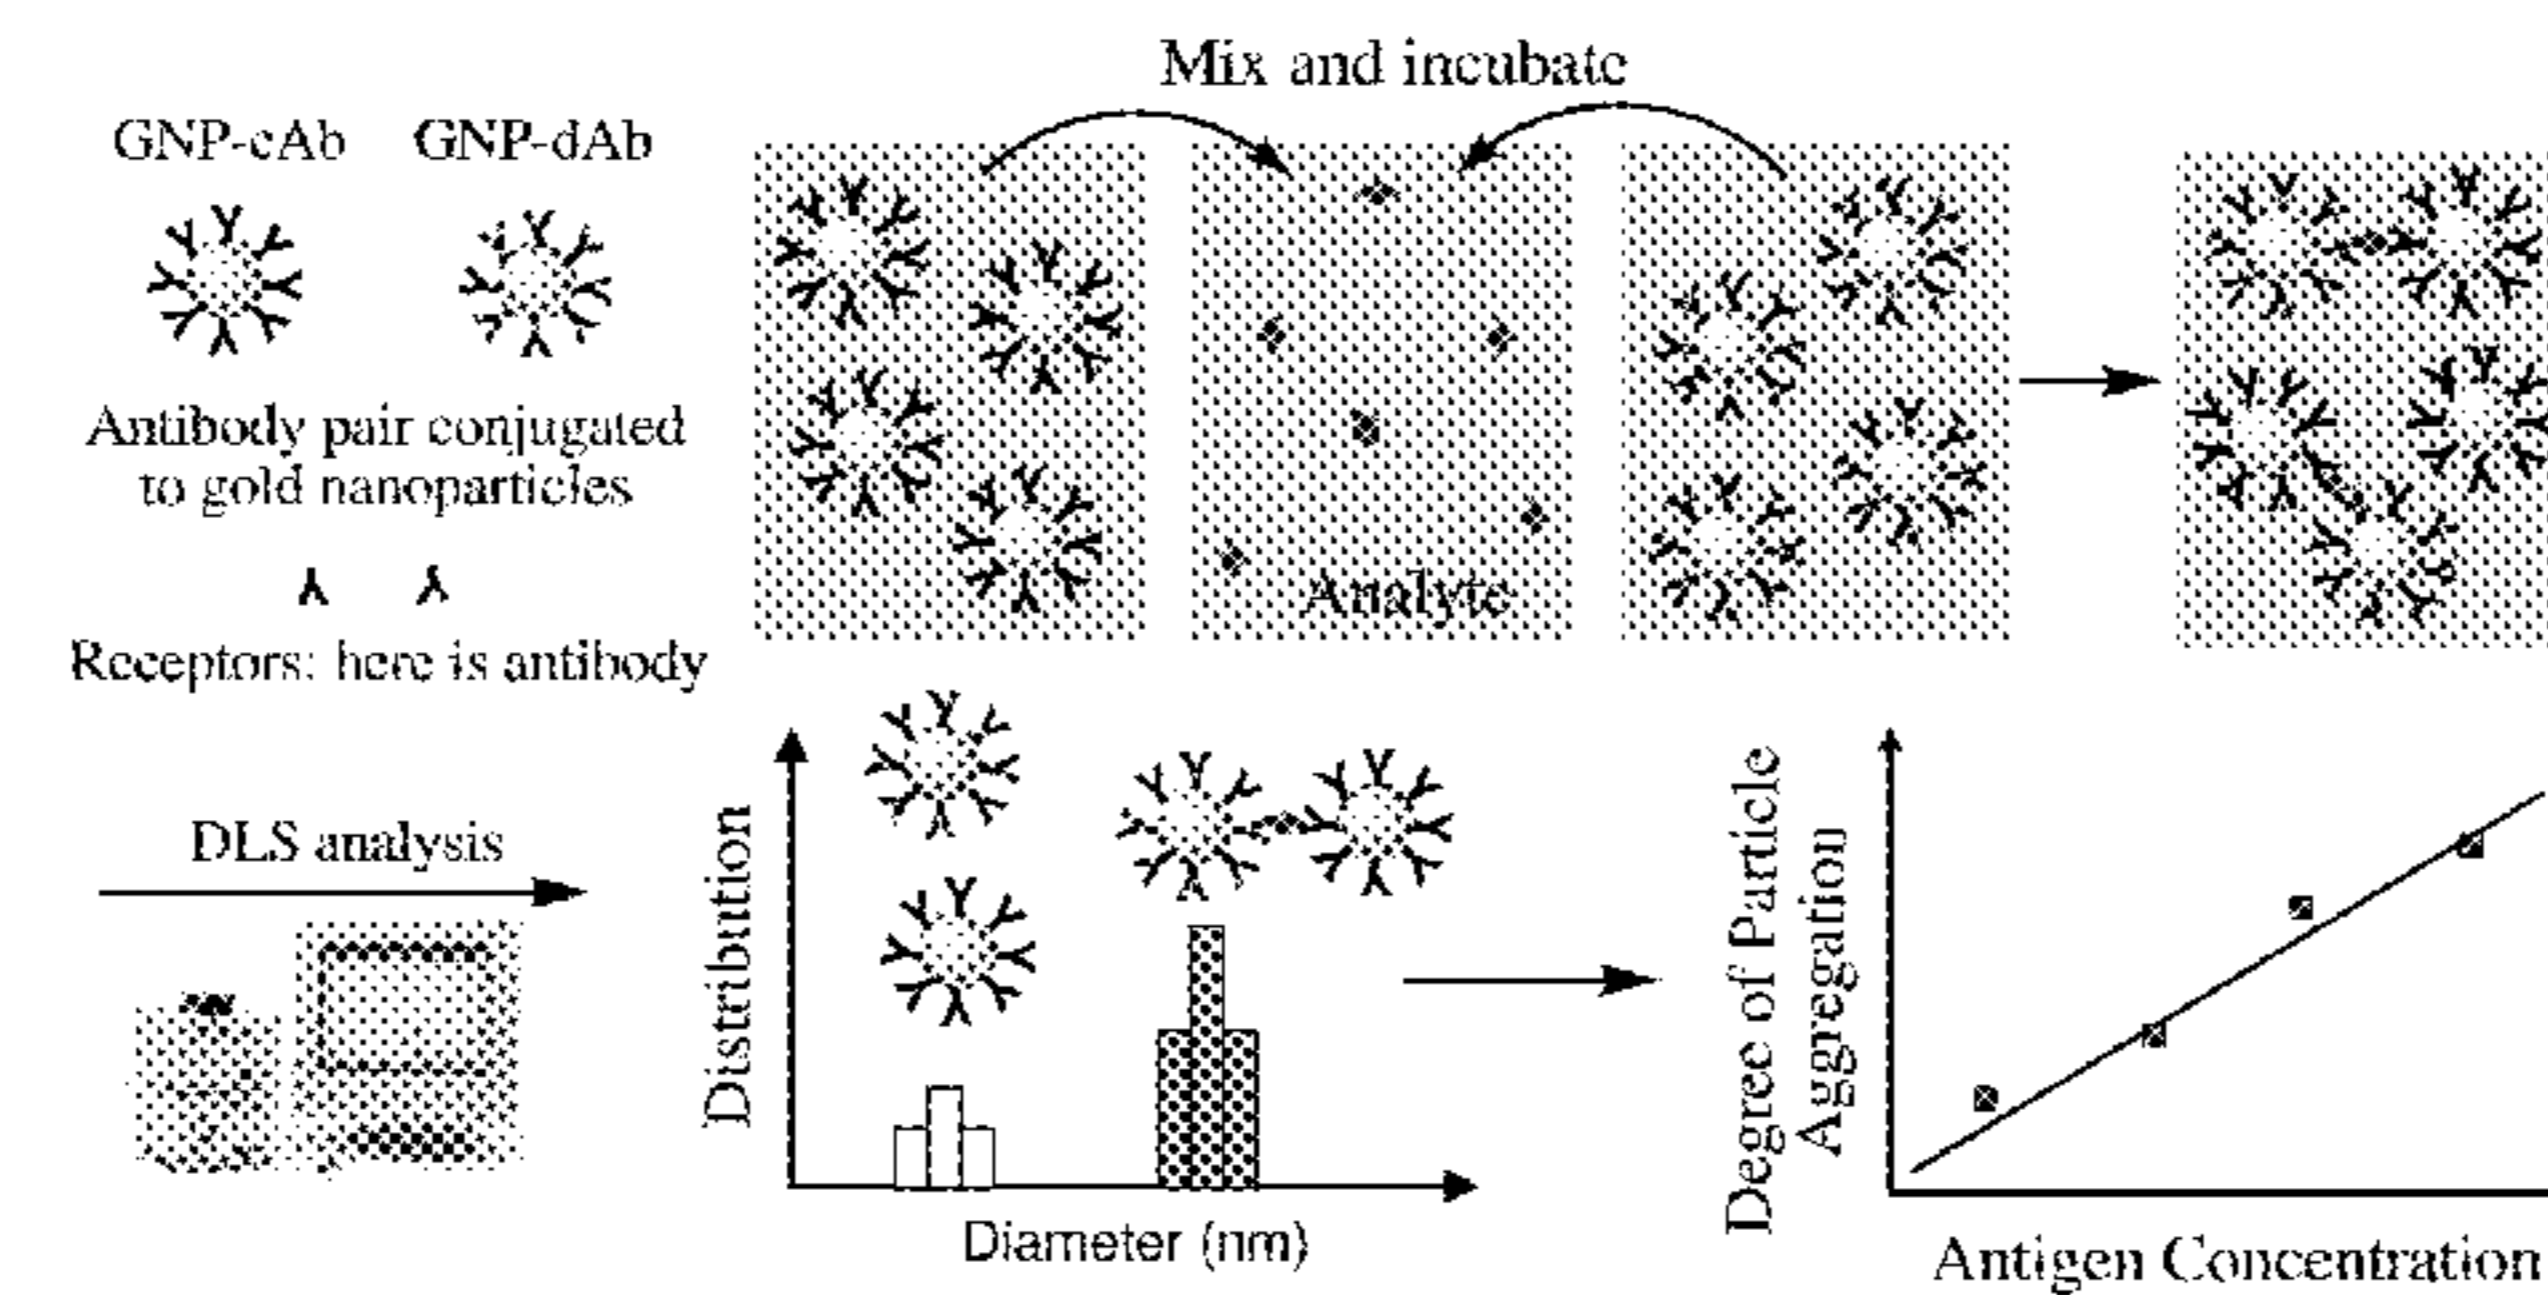 Mix and incubate
GNP-cAb GNP-dAb
Antibody pair conjugated
to gold nanoparticles
Receptors: here is antibody
Analyte
DLS analysis
Distribution
Diameter (nm)
Degree of Particle
Aggregation
Antigen Concentration